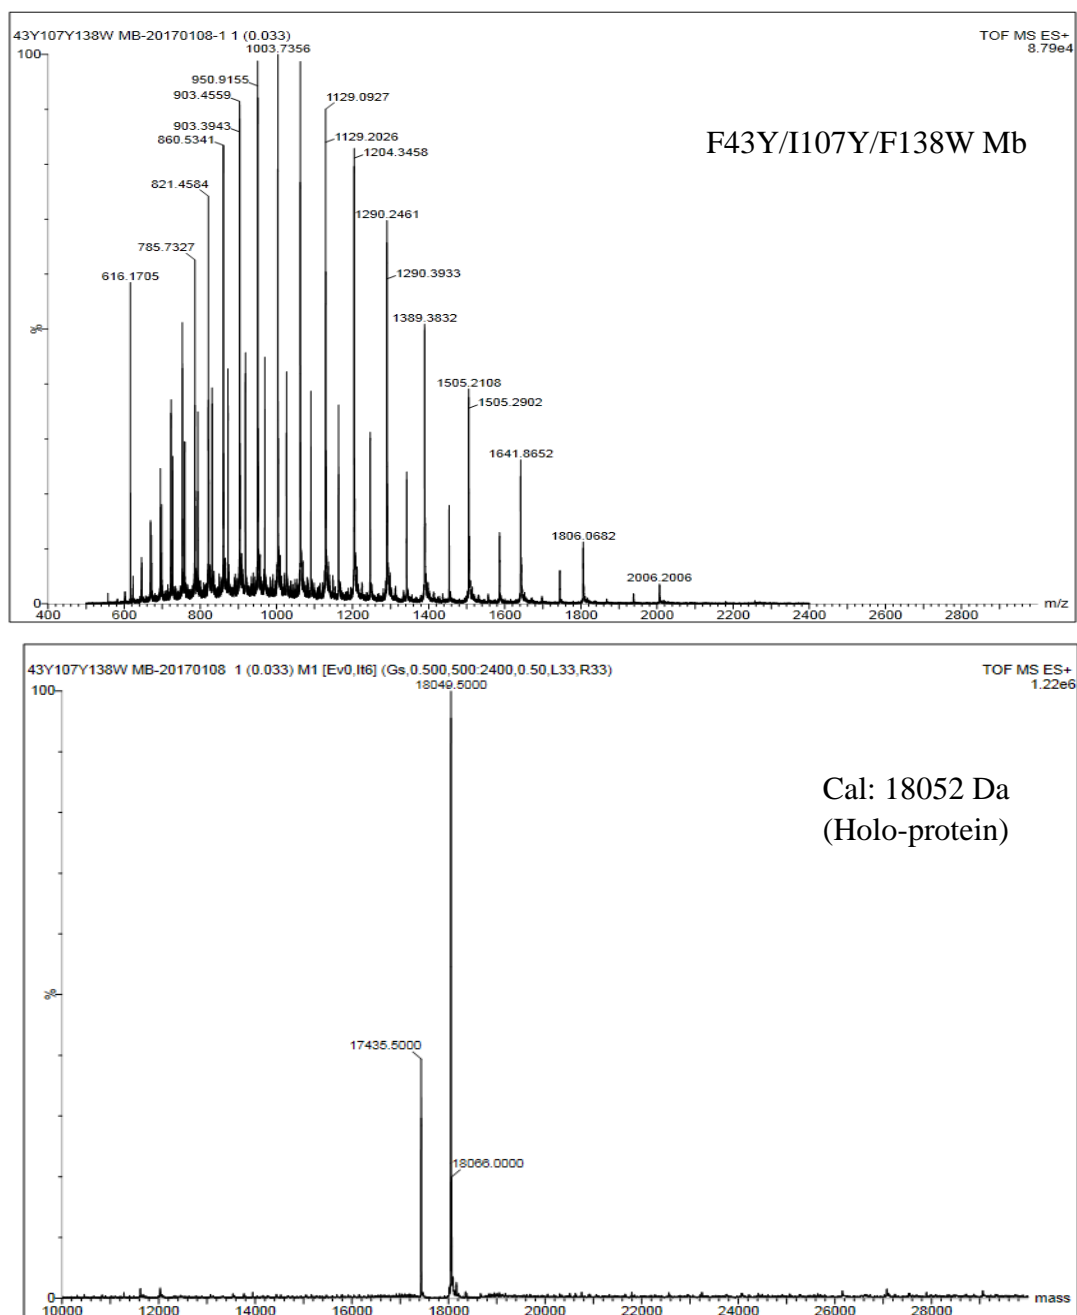 43Y107Y138W MB-20170108-1 1 (0.033)
TOF MS ES+
8.79e4
100
1003.7356
950.9155
903.4559
903.3943
860.5341
821.4584
785.7327
616.1705
1129.0927
1129.2026
1204.3458
1290.2461
1290.3933
1389.3832
1505.2108
1505.2902
1641.8652
1806.0682
2006.2006
F43Y/I107Y/F138W Mb
%
0
400 600 800 1000 1200 1400 1600 1800 2000 2200 2400 2600 2800
m/z
43Y107Y138W MB-20170108 1 (0.033) M1 [Ev0,It6] (Gs,0.500,500:2400,0.50,L33,R33)
TOF MS ES+
1.22e6
100
18049.5000
Cal: 18052 Da
(Holo-protein)
17435.5000
18066.0000
%
0
10000 12000 14000 16000 18000 20000 22000 24000 26000 28000
mass